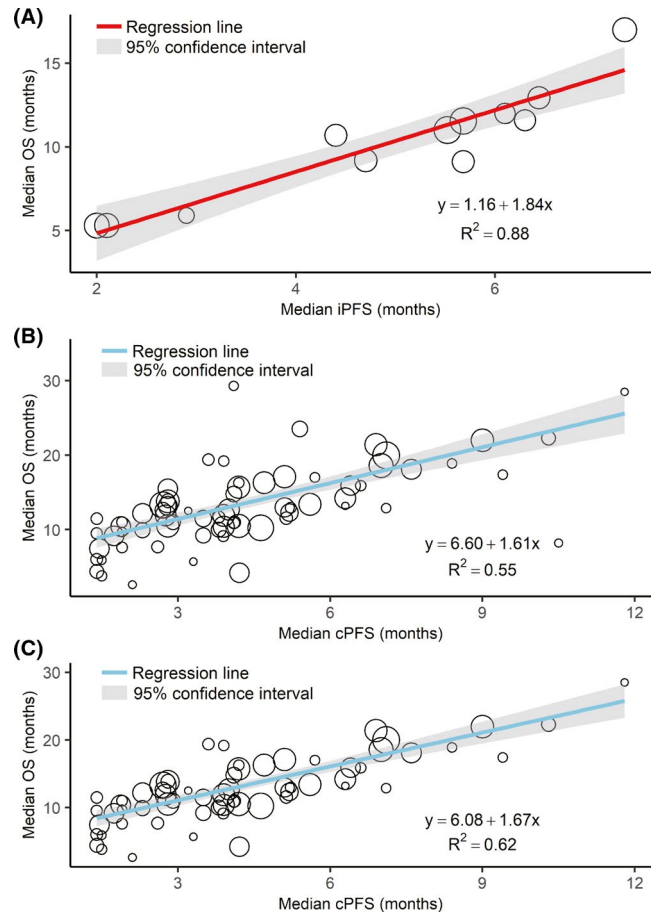 (A)
Regression line
95% confidence interval
15
10
5
Median OS (months)
y = 1.16 + 1.84x
R² = 0.88
2 4 6
Median iPFS (months)
(B)
Regression line
95% confidence interval
30
20
10
Median OS (months)
y = 6.60 + 1.61x
R² = 0.55
3 6 9 12
Median cPFS (months)
(C)
Regression line
95% confidence interval
30
20
10
Median OS (months)
y = 6.08 + 1.67x
R² = 0.62
3 6 9 12
Median cPFS (months)